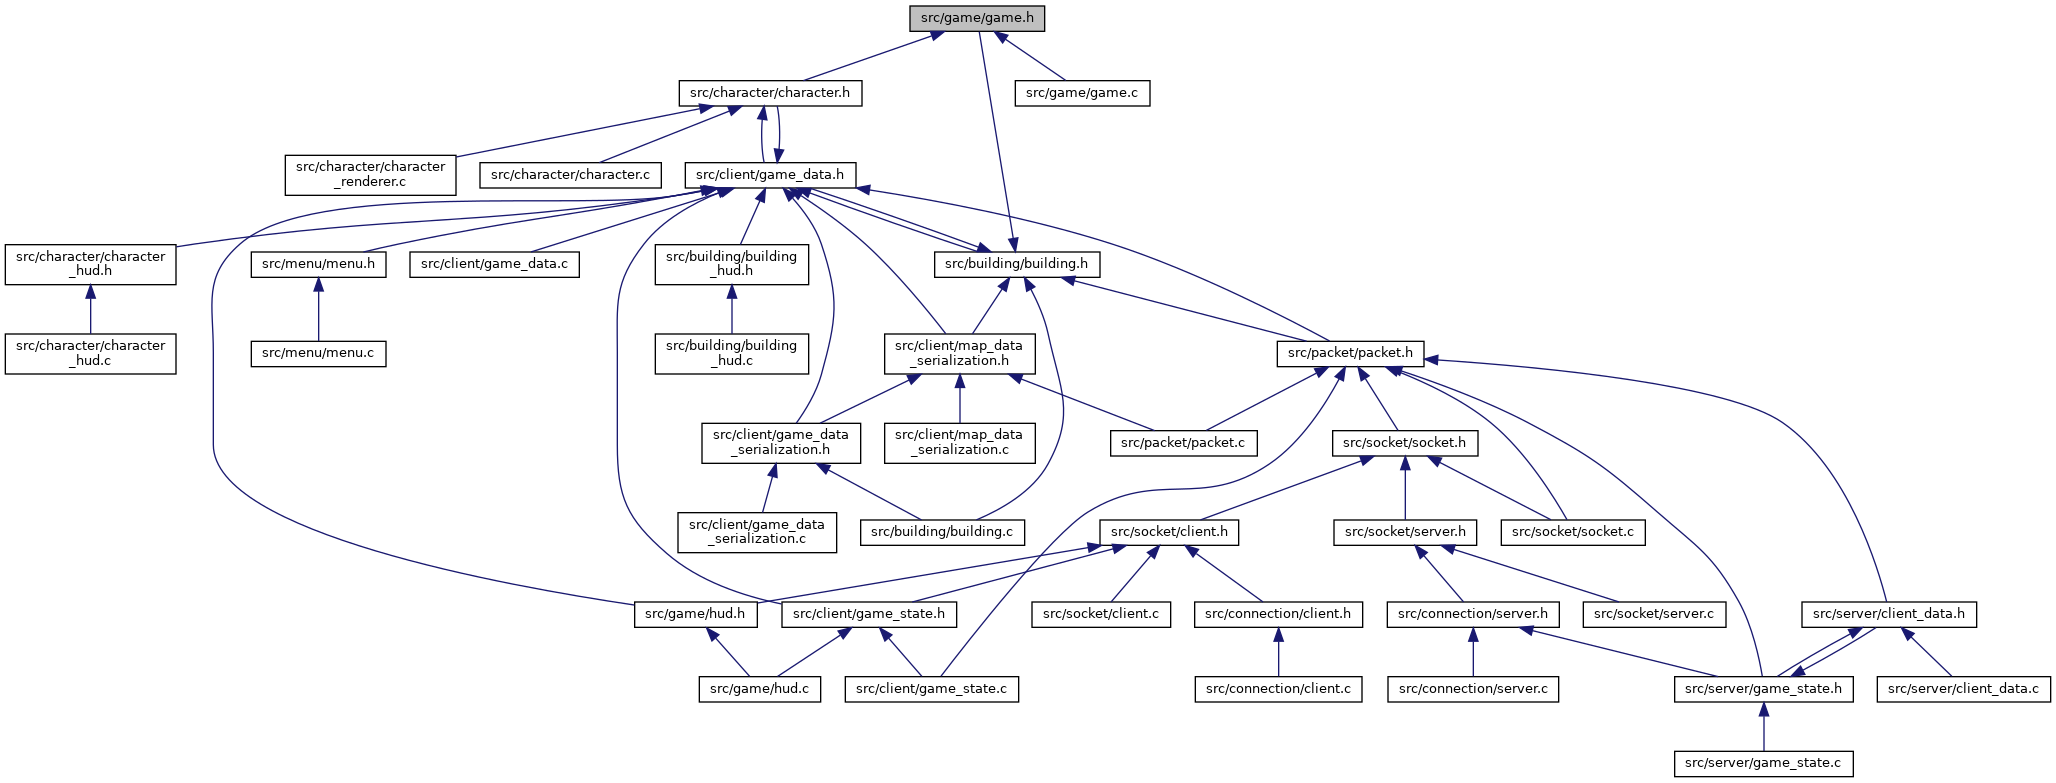 src/game/game.h
src/character/character.h
src/game/game.c
src/character/character
_renderer.c
src/character/character.c
src/client/game_data.h
src/character/character
_hud.h
src/menu/menu.h
src/client/game_data.c
src/building/building
_hud.h
src/building/building.h
src/character/character
_hud.c
src/menu/menu.c
src/building/building
_hud.c
src/client/map_data
_serialization.h
src/packet/packet.h
src/client/game_data
_serialization.h
src/client/map_data
_serialization.c
src/packet/packet.c
src/socket/socket.h
src/client/game_data
_serialization.c
src/building/building.c
src/socket/client.h
src/socket/server.h
src/socket/socket.c
src/game/hud.h
src/client/game_state.h
src/socket/client.c
src/connection/client.h
src/connection/server.h
src/socket/server.c
src/server/client_data.h
src/game/hud.c
src/client/game_state.c
src/connection/client.c
src/connection/server.c
src/server/game_state.h
src/server/client_data.c
src/server/game_state.c